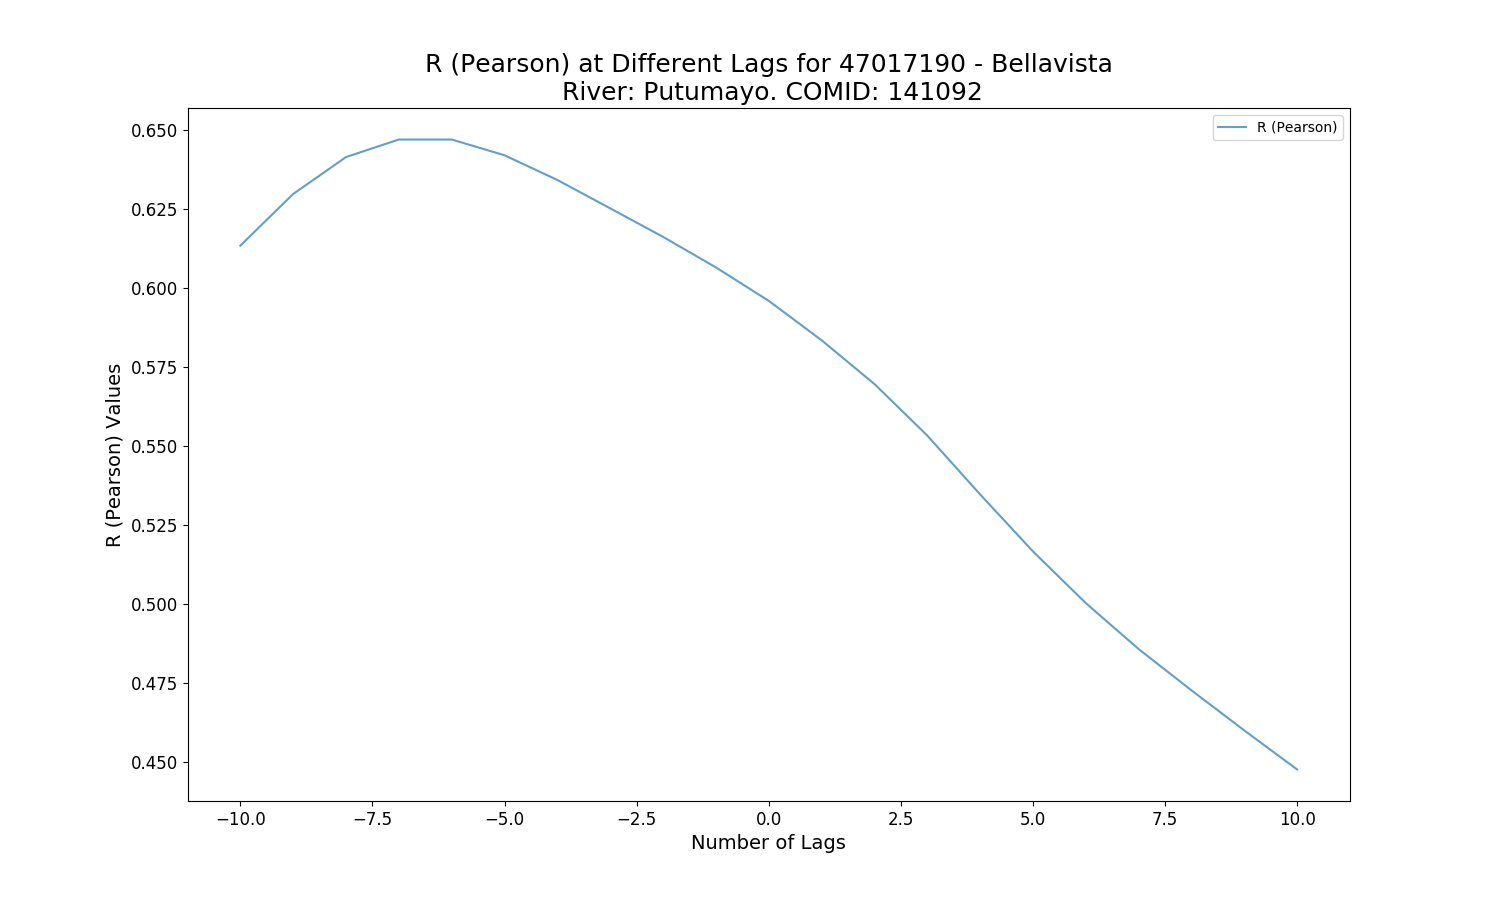 R (Pearson) at Different Lags for 47017190 - Bellavista
River: Putumayo. COMID: 141092
R (Pearson)
0.650
0.625
0.600
0.575
0.550
0.525
0.500
0.475
0.450
R (Pearson) Values
−10.0 −7.5 −5.0 −2.5 0.0 2.5 5.0 7.5 10.0
Number of Lags